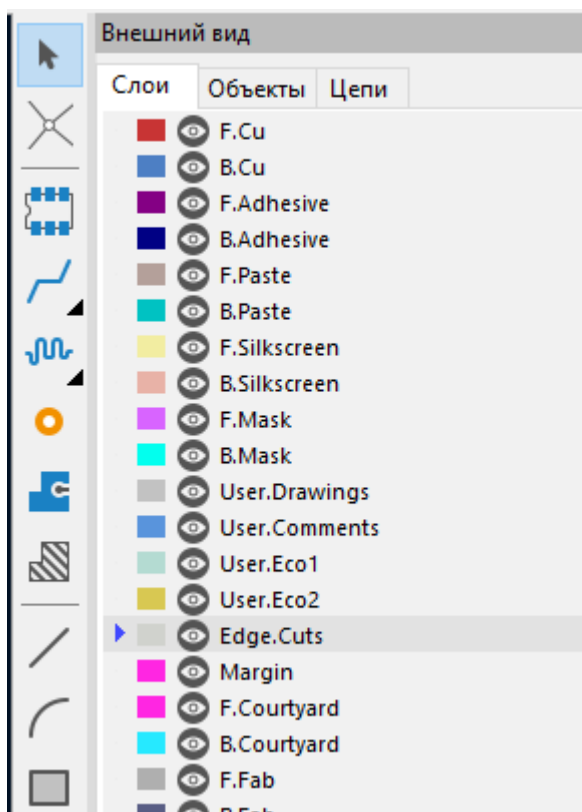 Внешний вид
Слои Объекты Цепи
F.Cu
B.Cu
F.Adhesive
B.Adhesive
F.Paste
B.Paste
F.Silkscreen
B.Silkscreen
F.Mask
B.Mask
User.Drawings
User.Comments
User.Eco1
User.Eco2
Edge.Cuts
Margin
F.Courtyard
B.Courtyard
F.Fab